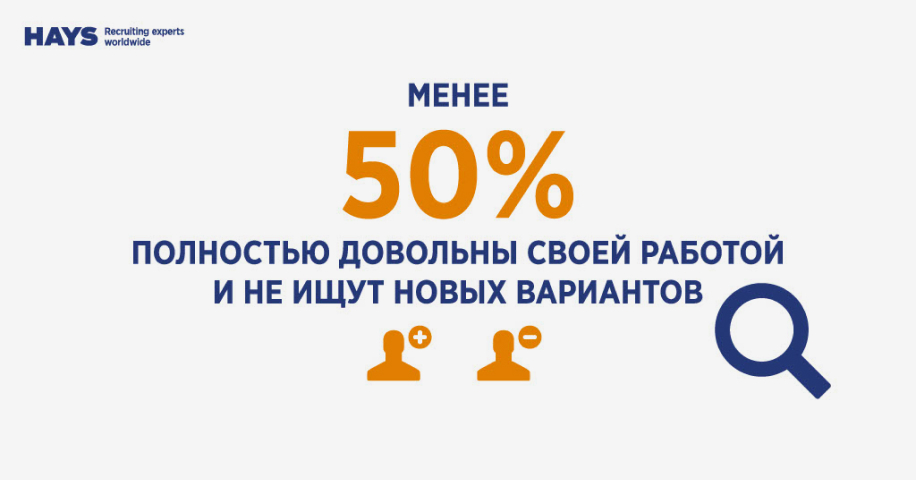 HAYS Recruiting experts
worldwide
МЕНЕЕ
50%
ПОЛНОСТЬЮ ДОВОЛЬНЫ СВОЕЙ РАБОТОЙ
И НЕ ИЩУТ НОВЫХ ВАРИАНТОВ